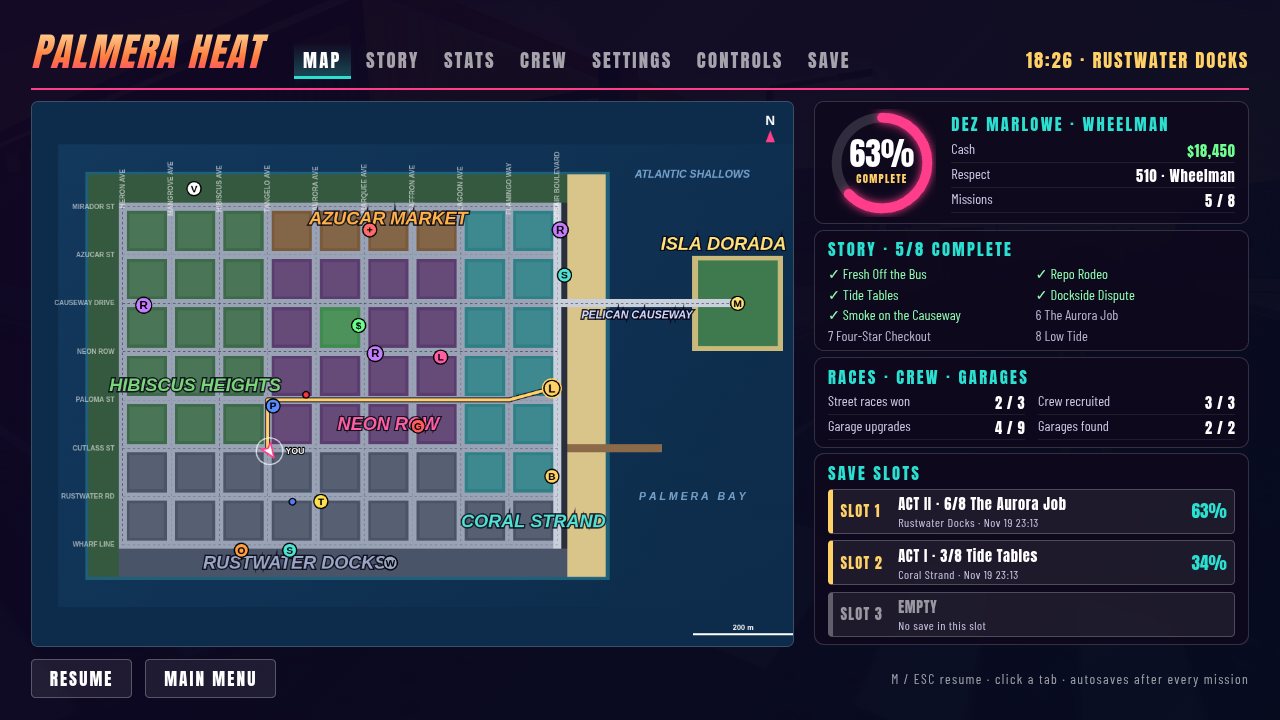 PALMERA HEAT
MAP STORY STATS CREW SETTINGS CONTROLS SAVE
18:26 · RUSTWATER DOCKS
N
ATLANTIC SHALLOWS
MANGROVE AVE
HIBISCUS AVE
ANGELO AVE
FLAMINGO WAY
V
MIRADOR ST
AZUCAR MARKET
+
R
AZUCAR ST
ISLA DORADA
S
CAUSEWAY DRIVE
R
M
PELICAN CAUSEWAY
$
NEON ROW
R
L
HIBISCUS HEIGHTS
L
PALOMA ST
P
NEON ROW
G
CUTLASS ST
YOU
B
RUSTWATER RD
T
PALMERA BAY
CORAL STRAND
WHARF LINE
O
S
RUSTWATER DOCKS
W
200 m
63%
COMPLETE
DEZ MARLOWE · WHEELMAN
Cash $18,450
Respect 510 · Wheelman
Missions 5 / 8
STORY · 5/8 COMPLETE
✓ Fresh Off the Bus ✓ Repo Rodeo
✓ Tide Tables ✓ Dockside Dispute
✓ Smoke on the Causeway 6 The Aurora Job
7 Four-Star Checkout 8 Low Tide
RACES · CREW · GARAGES
Street races won 2 / 3 Crew recruited 3 / 3
Garage upgrades 4 / 9 Garages found 2 / 2
SAVE SLOTS
SLOT 1
ACT II · 6/8 The Aurora Job
Rustwater Docks · Nov 19 23:13
63%
SLOT 2
ACT I · 3/8 Tide Tables
Coral Strand · Nov 19 23:13
34%
SLOT 3
EMPTY
No save in this slot
RESUME
MAIN MENU
M / ESC resume · click a tab · autosaves after every mission